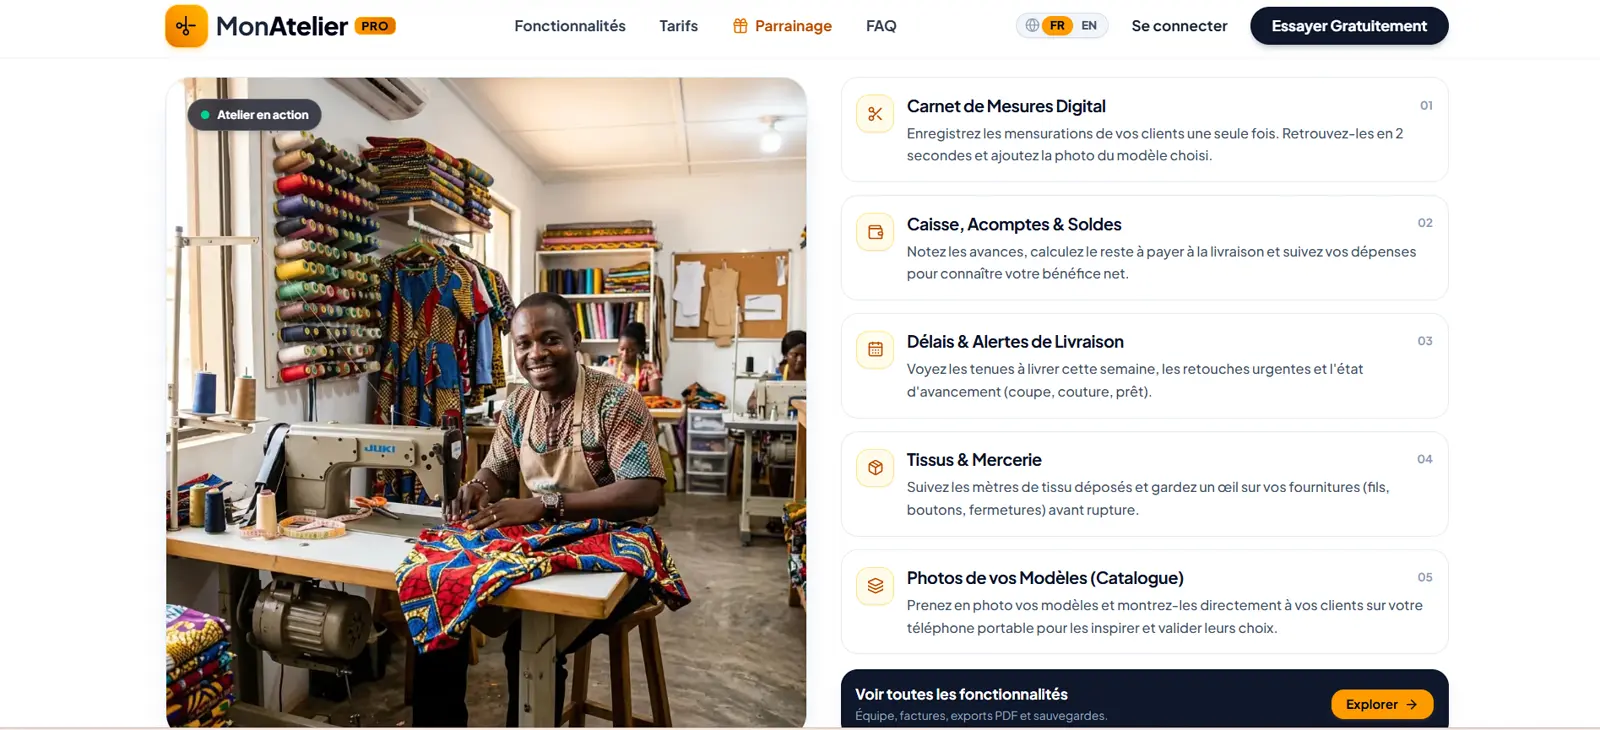 MonAtelier PRO
Fonctionnalités
Tarifs
Parrainage
FAQ
FR
EN
Se connecter
Essayer Gratuitement
Atelier en action
JUKI
Carnet de Mesures Digital
01
Enregistrez les mensurations de vos clients une seule fois. Retrouvez-les en 2
secondes et ajoutez la photo du modèle choisi.
Caisse, Acomptes & Soldes
02
Notez les avances, calculez le reste à payer à la livraison et suivez vos dépenses
pour connaître votre bénéfice net.
Délais & Alertes de Livraison
03
Voyez les tenues à livrer cette semaine, les retouches urgentes et l'état
d'avancement (coupe, couture, prêt).
Tissus & Mercerie
04
Suivez les mètres de tissu déposés et gardez un œil sur vos fournitures (fils,
boutons, fermetures) avant rupture.
Photos de vos Modèles (Catalogue)
05
Prenez en photo vos modèles et montrez-les directement à vos clients sur votre
téléphone portable pour les inspirer et valider leurs choix.
Voir toutes les fonctionnalités
Équipe, factures, exports PDF et sauvegardes.
Explorer →